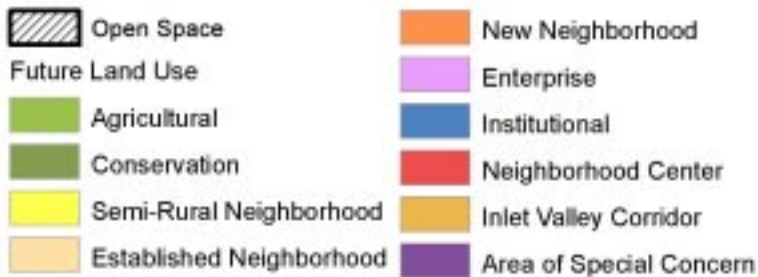 Open Space
Future Land Use
Agricultural
Conservation
Semi-Rural Neighborhood
Established Neighborhood
New Neighborhood
Enterprise
Institutional
Neighborhood Center
Inlet Valley Corridor
Area of Special Concern